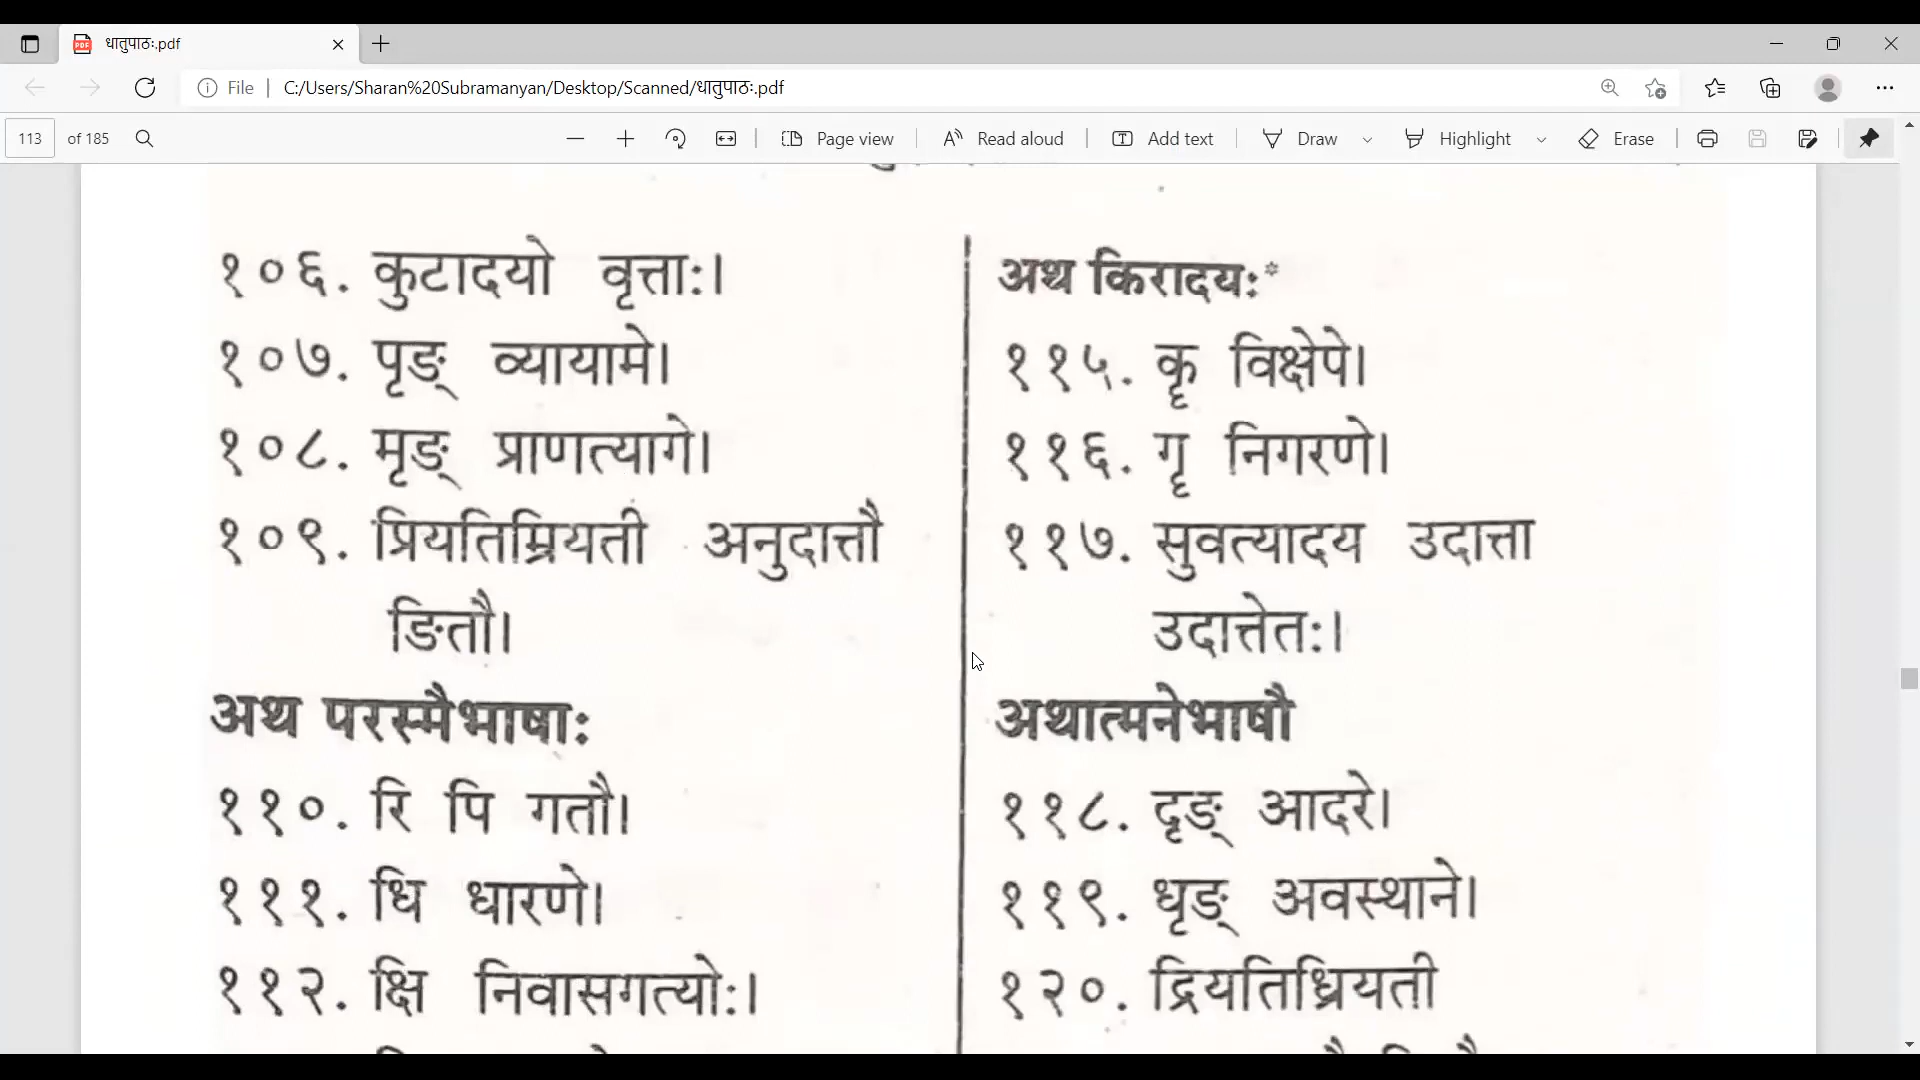 धातुपाठः.pdf
File
C:/Users/Sharan%20Subramanyan/Desktop/Scanned/धातुपाठः.pdf
113 of 185
Page view
Read aloud
Add text
Draw
Highlight
Erase
१०६. कुटादयो वृत्ताः।
१०७. पृङ् व्यायामे।
१०८. मृङ् प्राणत्यागे।
१०९. प्रियतिम्रियती अनुदात्तौ
ङितौ।
अथ परस्मैभाषाः
११०. रि पि गतौ।
१११. धि धारणे।
११२. क्षि निवासगत्योः।
अथ किरादयः*
११५. कॄ विक्षेपे।
११६. गॄ निगरणे।
११७. सुवत्यादय उदात्ता
उदात्तेतः।
अथात्मनेभाषौ
११८. दृङ् आदरे।
११९. धृङ् अवस्थाने।
१२०. द्रियतिध्रियती